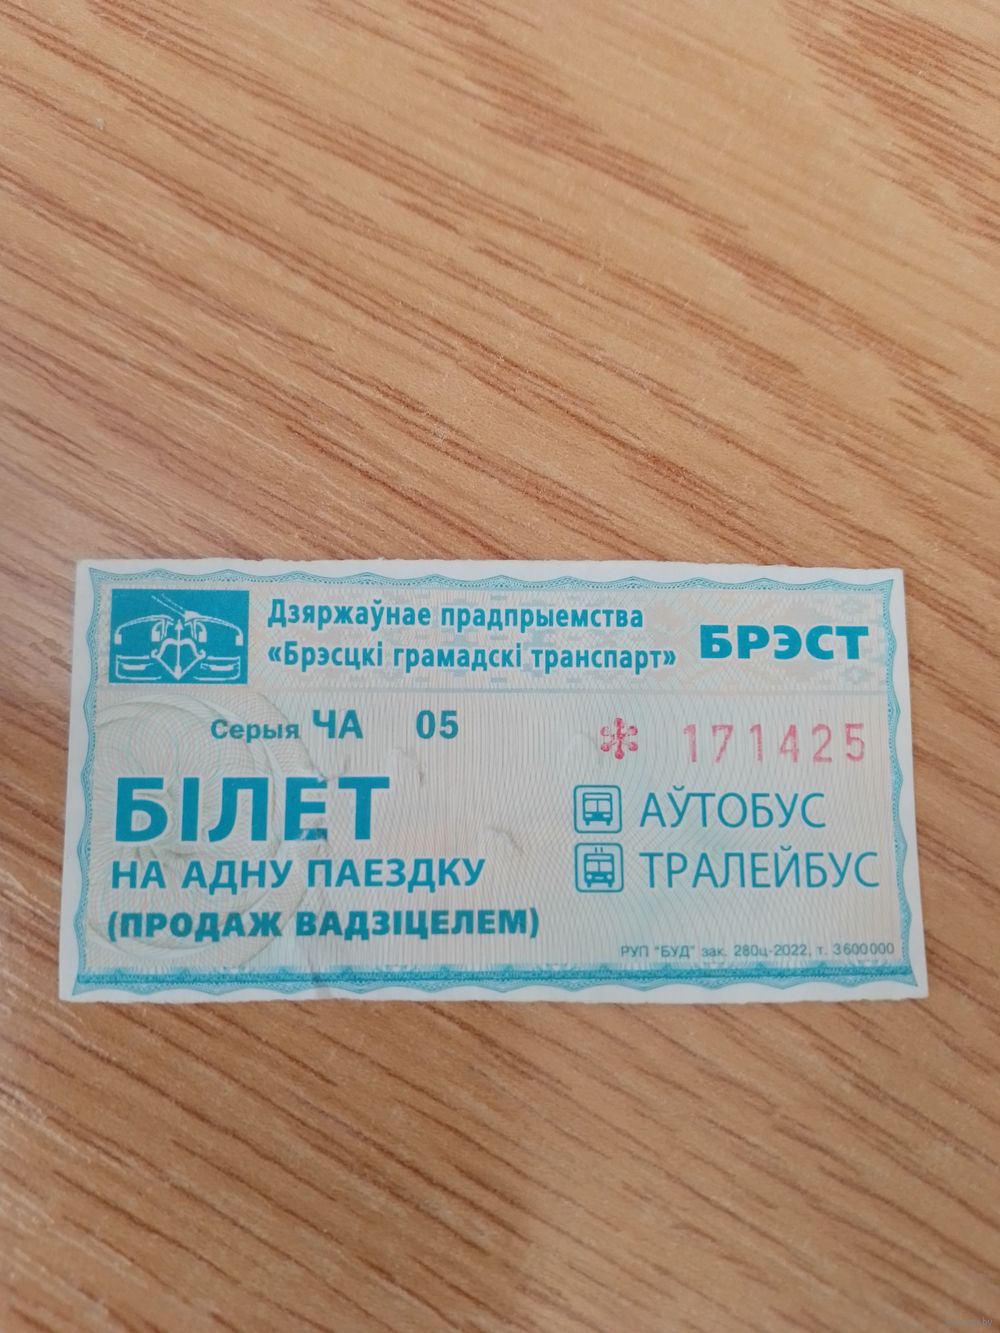 Дзяржаўнае прадпрыемства
«Брэсцкі грамадскі транспарт»
БРЭСТ
Серыя ЧА 05
* 171425
БІЛЕТ
НА АДНУ ПАЕЗДКУ
(ПРОДАЖ ВАДЗІЦЕЛЕМ)
АЎТОБУС
ТРАЛЕЙБУС
РУП "БУД" зак. 280ц-2022, т. 3600000